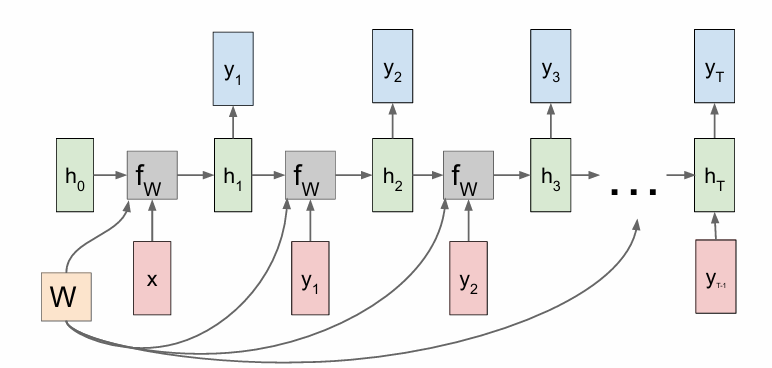 y1 y2 y3 yT
h0 fW h1 fW h2 fW h3 ... hT
x y1 y2 yT-1
W